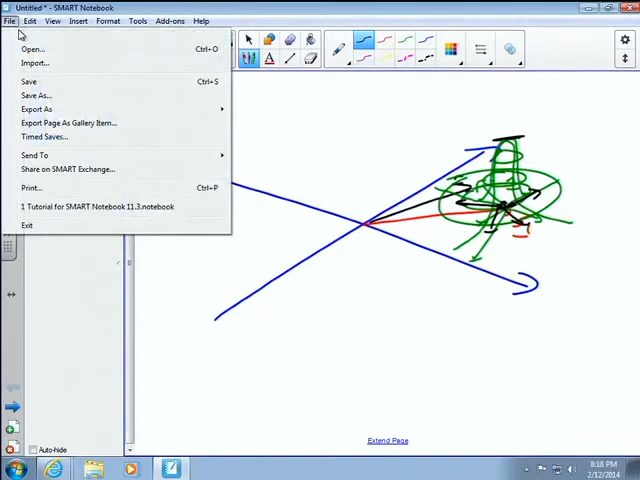 Untitled * - SMART Notebook
File Edit View Insert Format Tools Add-ons Help
Open... Ctrl+O
Import...
Save Ctrl+S
Save As...
Export As
Export Page As Gallery Item...
Timed Saves...
Send To
Share on SMART Exchange...
Print... Ctrl+P
1 Tutorial for SMART Notebook 11.3.notebook
Exit
Extend Page
Auto-hide
8:18 PM
2/12/2014